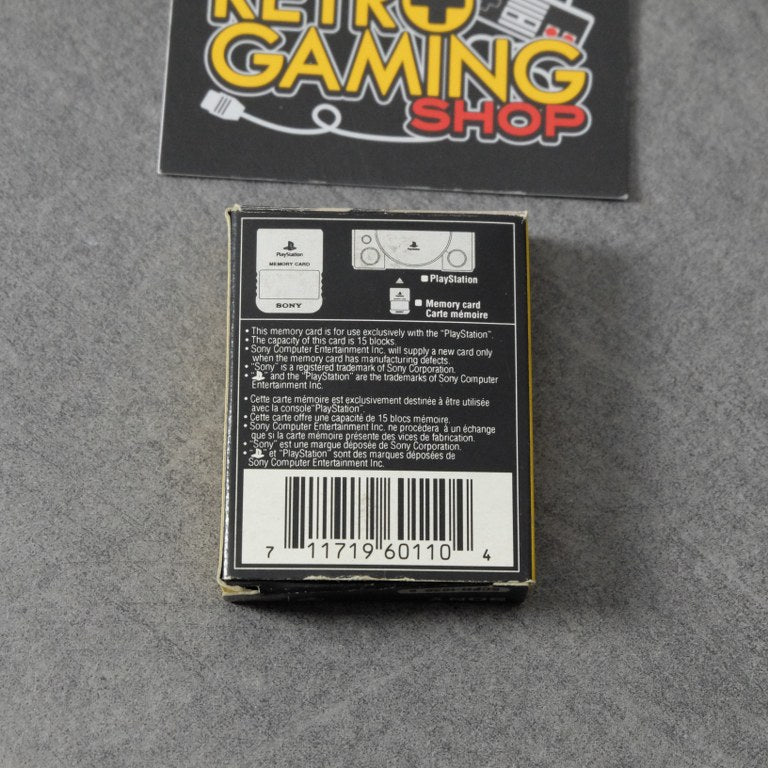 RETRO
GAMING
SHOP
PlayStation
MEMORY CARD
SONY
PlayStation
PlayStation
Memory card
Carte mémoire
• This memory card is for use exclusively with the "PlayStation".
• The capacity of this card is 15 blocks.
• Sony Computer Entertainment Inc. will supply a new card only
when the memory card has manufacturing defects.
• "Sony" is a registered trademark of Sony Corporation.
• and the "PlayStation" are the trademarks of Sony Computer
Entertainment Inc.
• Cette carte mémoire est exclusivement destinée à être utilisée
avec la console "PlayStation".
• Cette carte offre une capacité de 15 blocs mémoire.
• Sony Computer Entertainment Inc. ne procédera à un échange
que si la carte mémoire présente des vices de fabrication.
• "Sony" est une marque déposée de Sony Corporation.
• et "PlayStation" sont des marques déposées de
Sony Computer Entertainment Inc.
7 11719 60110 4